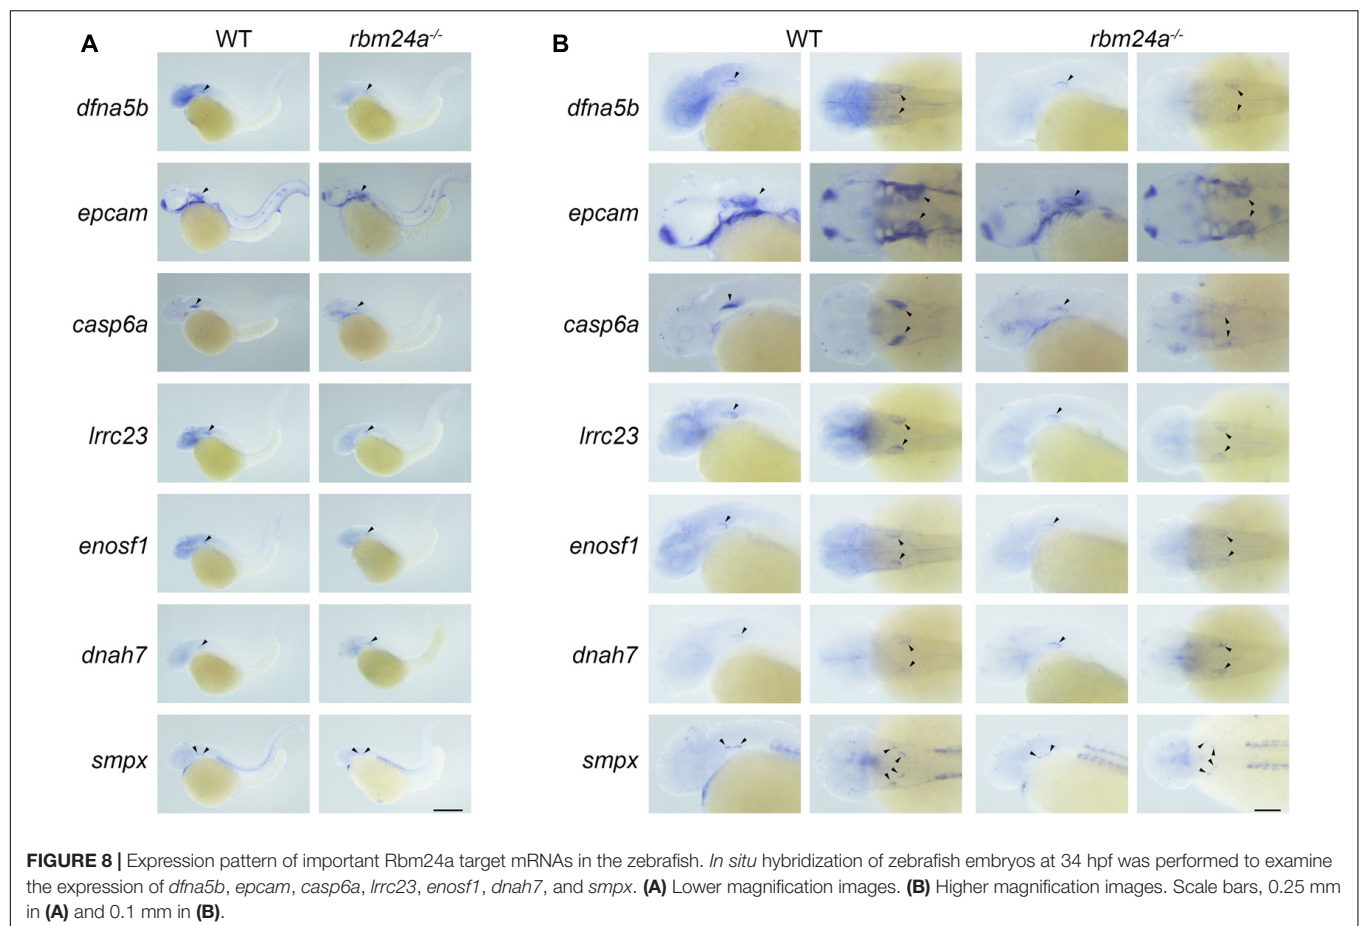 A WT rbm24a-/- B WT rbm24a-/-
dfna5b dfna5b
epcam epcam
casp6a casp6a
lrrc23 lrrc23
enosf1 enosf1
dnah7 dnah7
smpx smpx
FIGURE 8 | Expression pattern of important Rbm24a target mRNAs in the zebrafish. In situ hybridization of zebrafish embryos at 34 hpf was performed to examine
the expression of dfna5b, epcam, casp6a, lrrc23, enosf1, dnah7, and smpx. (A) Lower magnification images. (B) Higher magnification images. Scale bars, 0.25 mm
in (A) and 0.1 mm in (B).